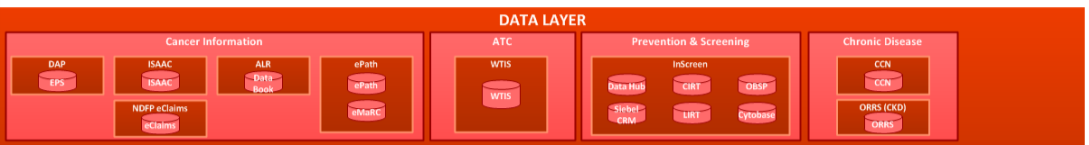 DATA LAYER
Cancer Information
DAP
EPS
ISAAC
ISAAC
ALR
Data
Book
ePath
ePath
eMaRC
NDFP eClaims
eClaims
ATC
WTIS
WTIS
Prevention & Screening
InScreen
Data Hub
CIRT
OBSP
Siebel
CRM
LIRT
Cytobase
Chronic Disease
CCN
CCN
ORRS (CKD)
ORRS